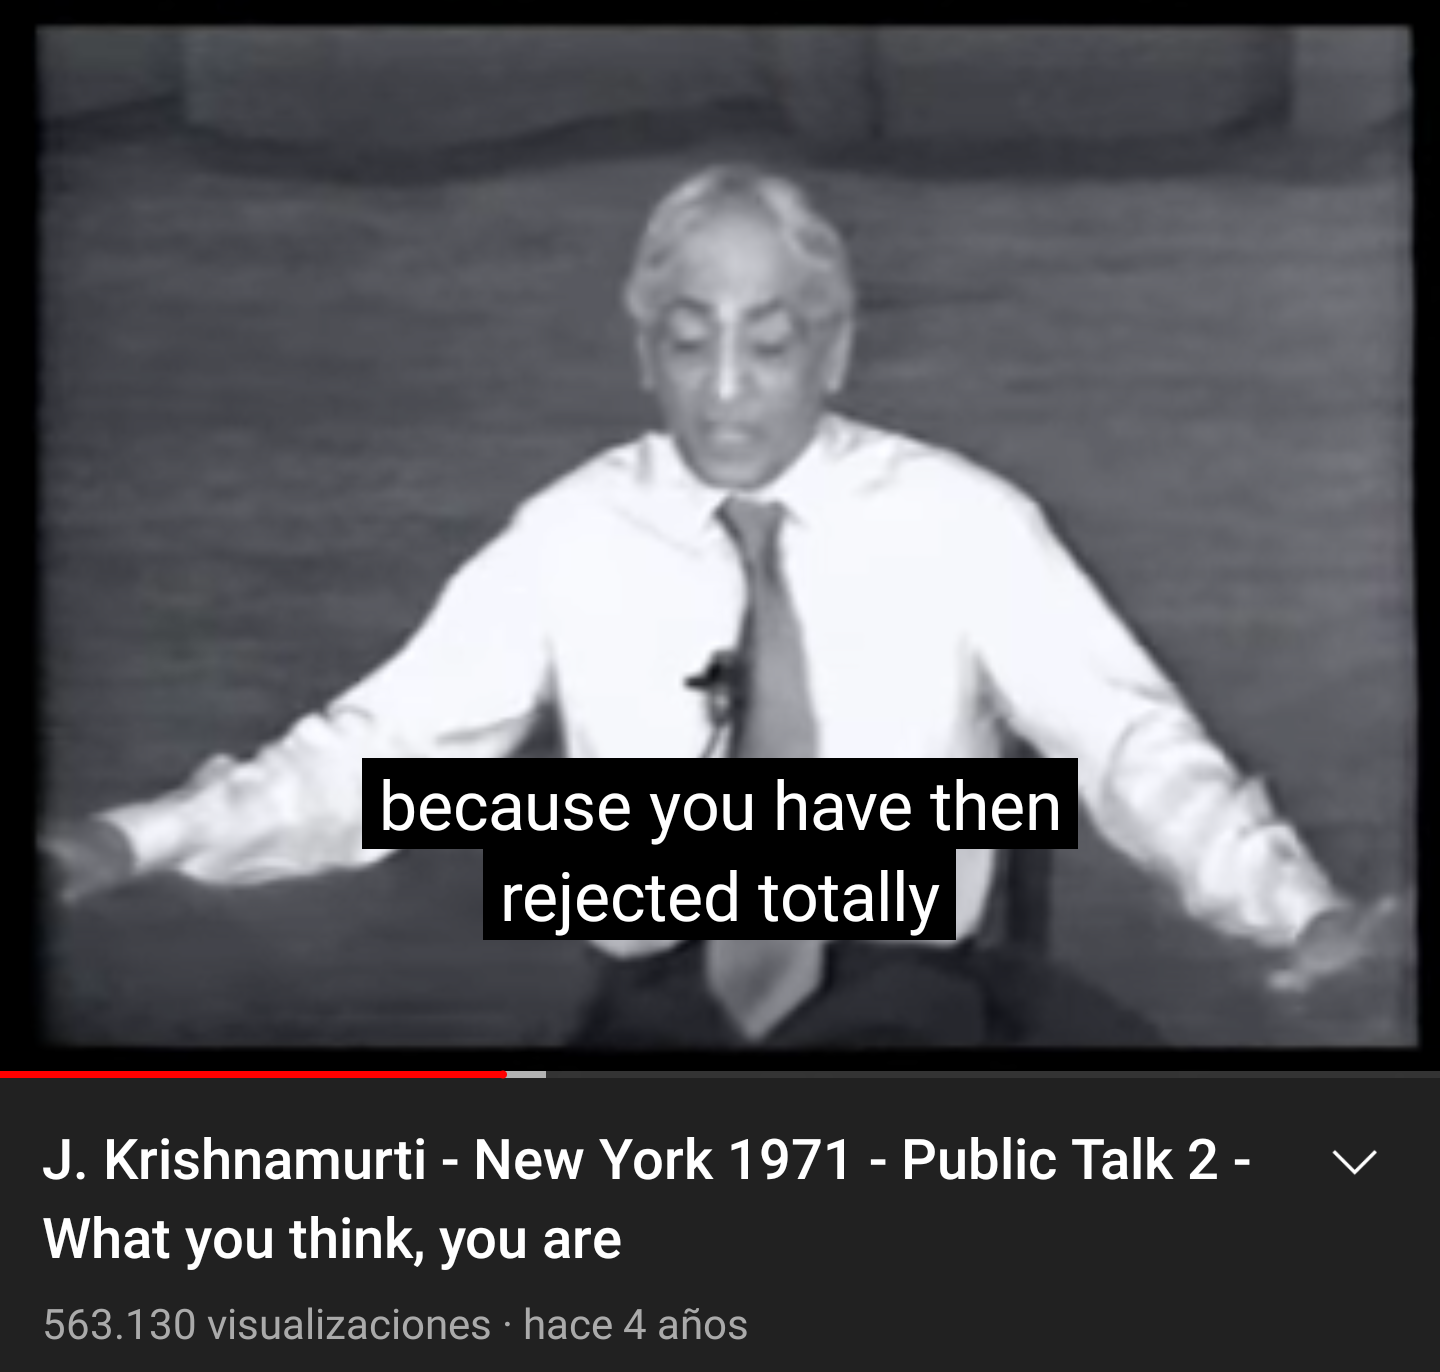 because you have then
rejected totally
J. Krishnamurti - New York 1971 - Public Talk 2 -
What you think, you are
563.130 visualizaciones · hace 4 años